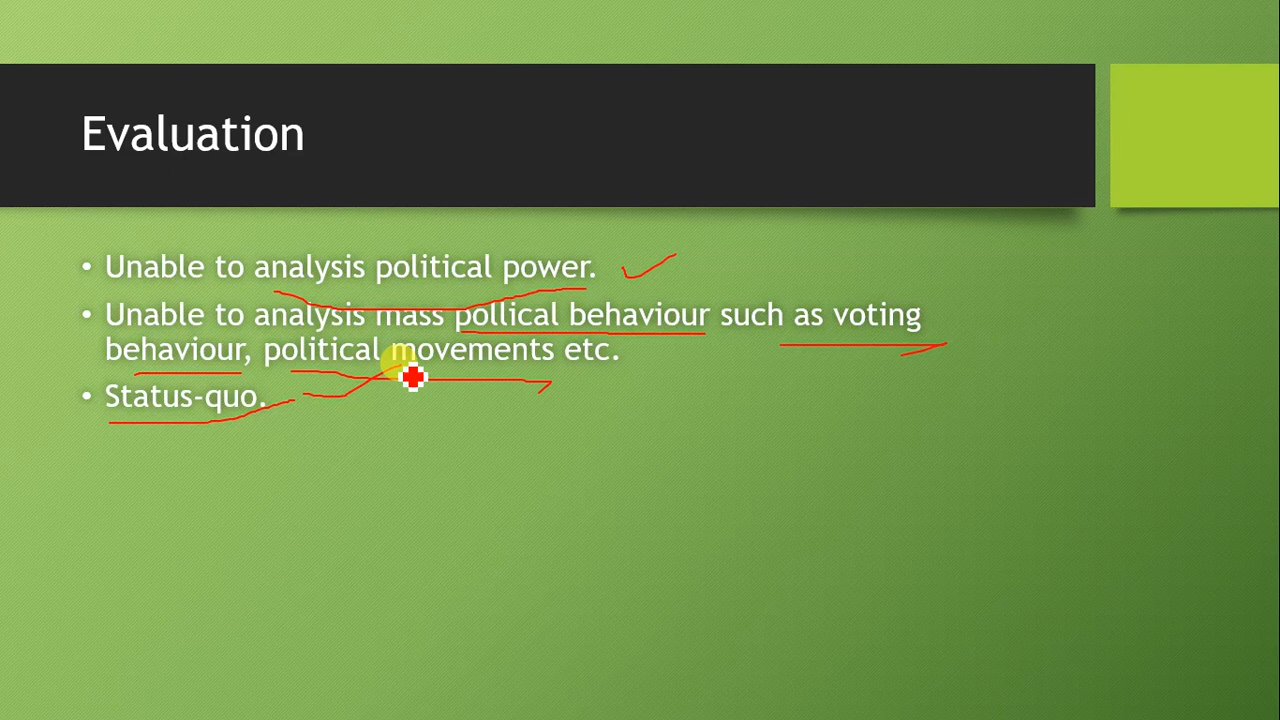 Evaluation
• Unable to analysis political power.
• Unable to analysis mass pollical behaviour such as voting
behaviour, political movements etc.
• Status-quo.